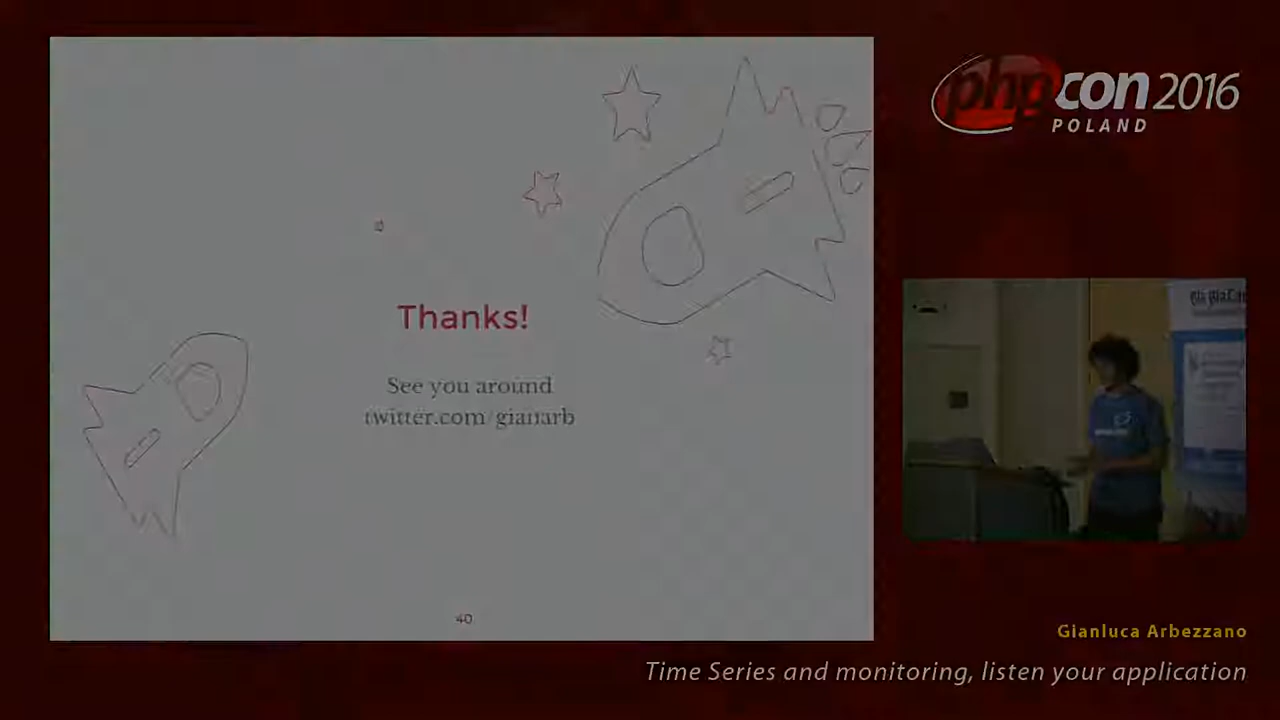 Thanks!
See you around
twitter.com/gianarb
40
phpcon 2016
POLAND
Gianluca Arbezzano
Time Series and monitoring, listen your application